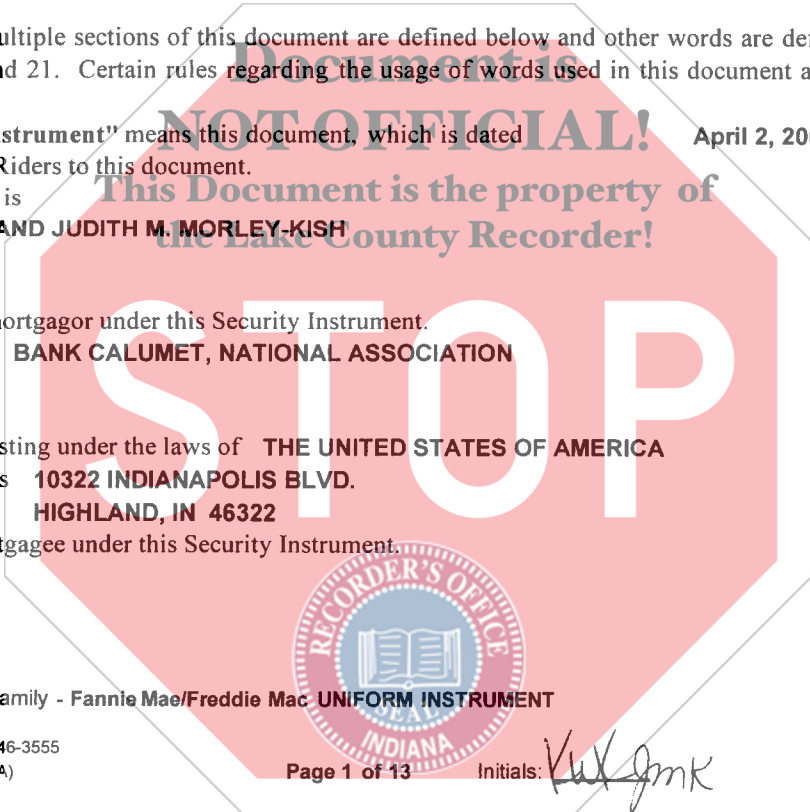 ultiple sections of this document are defined below and other words are de
nd 21. Certain rules regarding the usage of words used in this document a
Document is
NOT OFFICIAL!
strument" means this document, which is dated April 2, 20
Riders to this document.
This Document is the property of
is
AND JUDITH M. MORLEY-KISH
the Lake County Recorder!
ortgagor under this Security Instrument.
BANK CALUMET, NATIONAL ASSOCIATION
STOP
sting under the laws of THE UNITED STATES OF AMERICA
s 10322 INDIANAPOLIS BLVD.
HIGHLAND, IN 46322
tgagee under this Security Instrument.
RECORDER'S OFFICE
SEAL
INDIANA
amily - Fannie Mae/Freddie Mac UNIFORM INSTRUMENT
46-3555
A) Page 1 of 13 Initials: KWK JMK